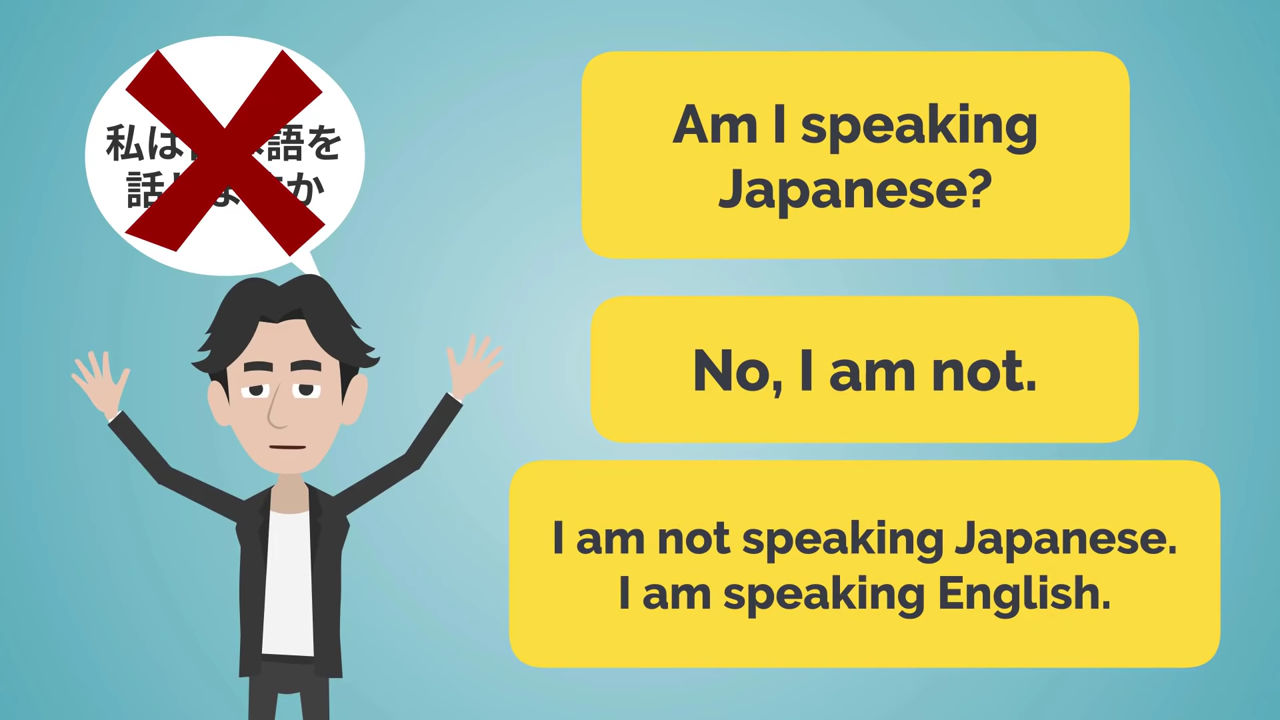 私は 語を
話 か
Am I speaking
Japanese?
No, I am not.
I am not speaking Japanese.
I am speaking English.